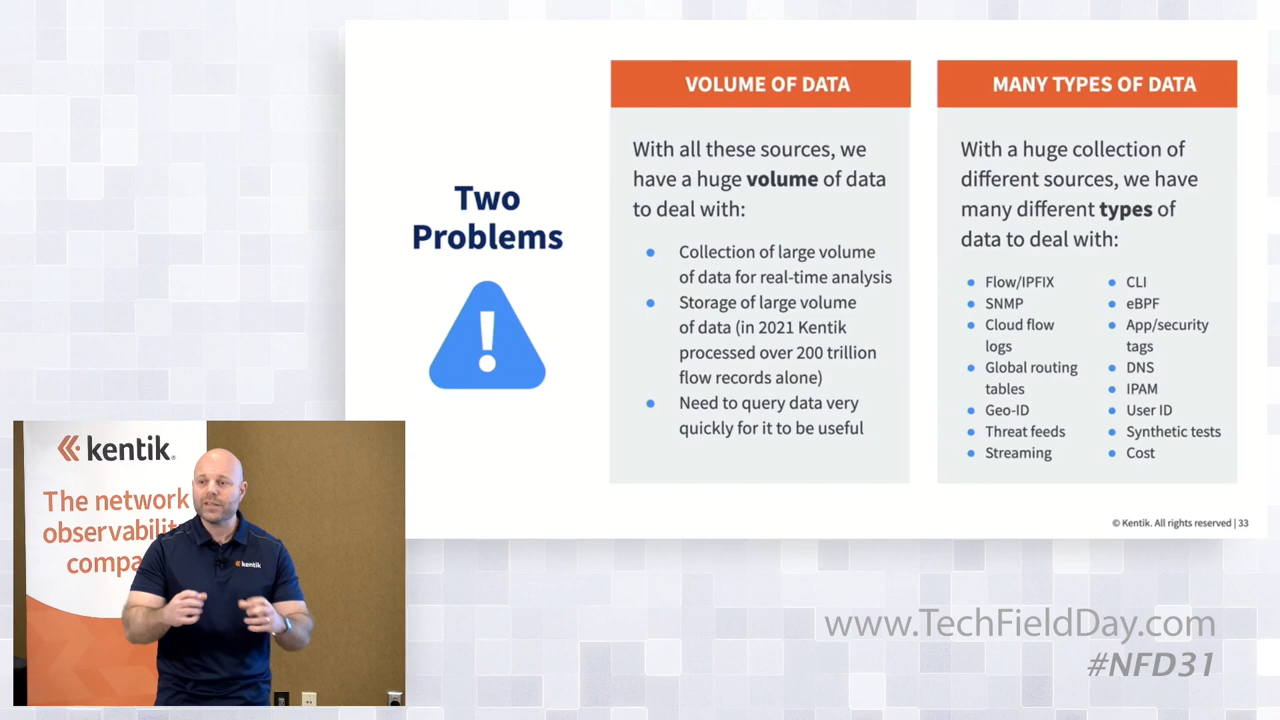 Two
Problems
VOLUME OF DATA
With all these sources, we
have a huge volume of data
to deal with:
● Collection of large volume
of data for real-time analysis
● Storage of large volume
of data (in 2021 Kentik
processed over 200 trillion
flow records alone)
● Need to query data very
quickly for it to be useful
MANY TYPES OF DATA
With a huge collection of
different sources, we have
many different types of
data to deal with:
● Flow/IPFIX
● SNMP
● Cloud flow
logs
● Global routing
tables
● Geo-ID
● Threat feeds
● Streaming
● CLI
● eBPF
● App/security
tags
● DNS
● IPAM
● User ID
● Synthetic tests
● Cost
© Kentik. All rights reserved | 33
kentik
The network
observability
compa
kentik
www.TechFieldDay.com
#NFD31